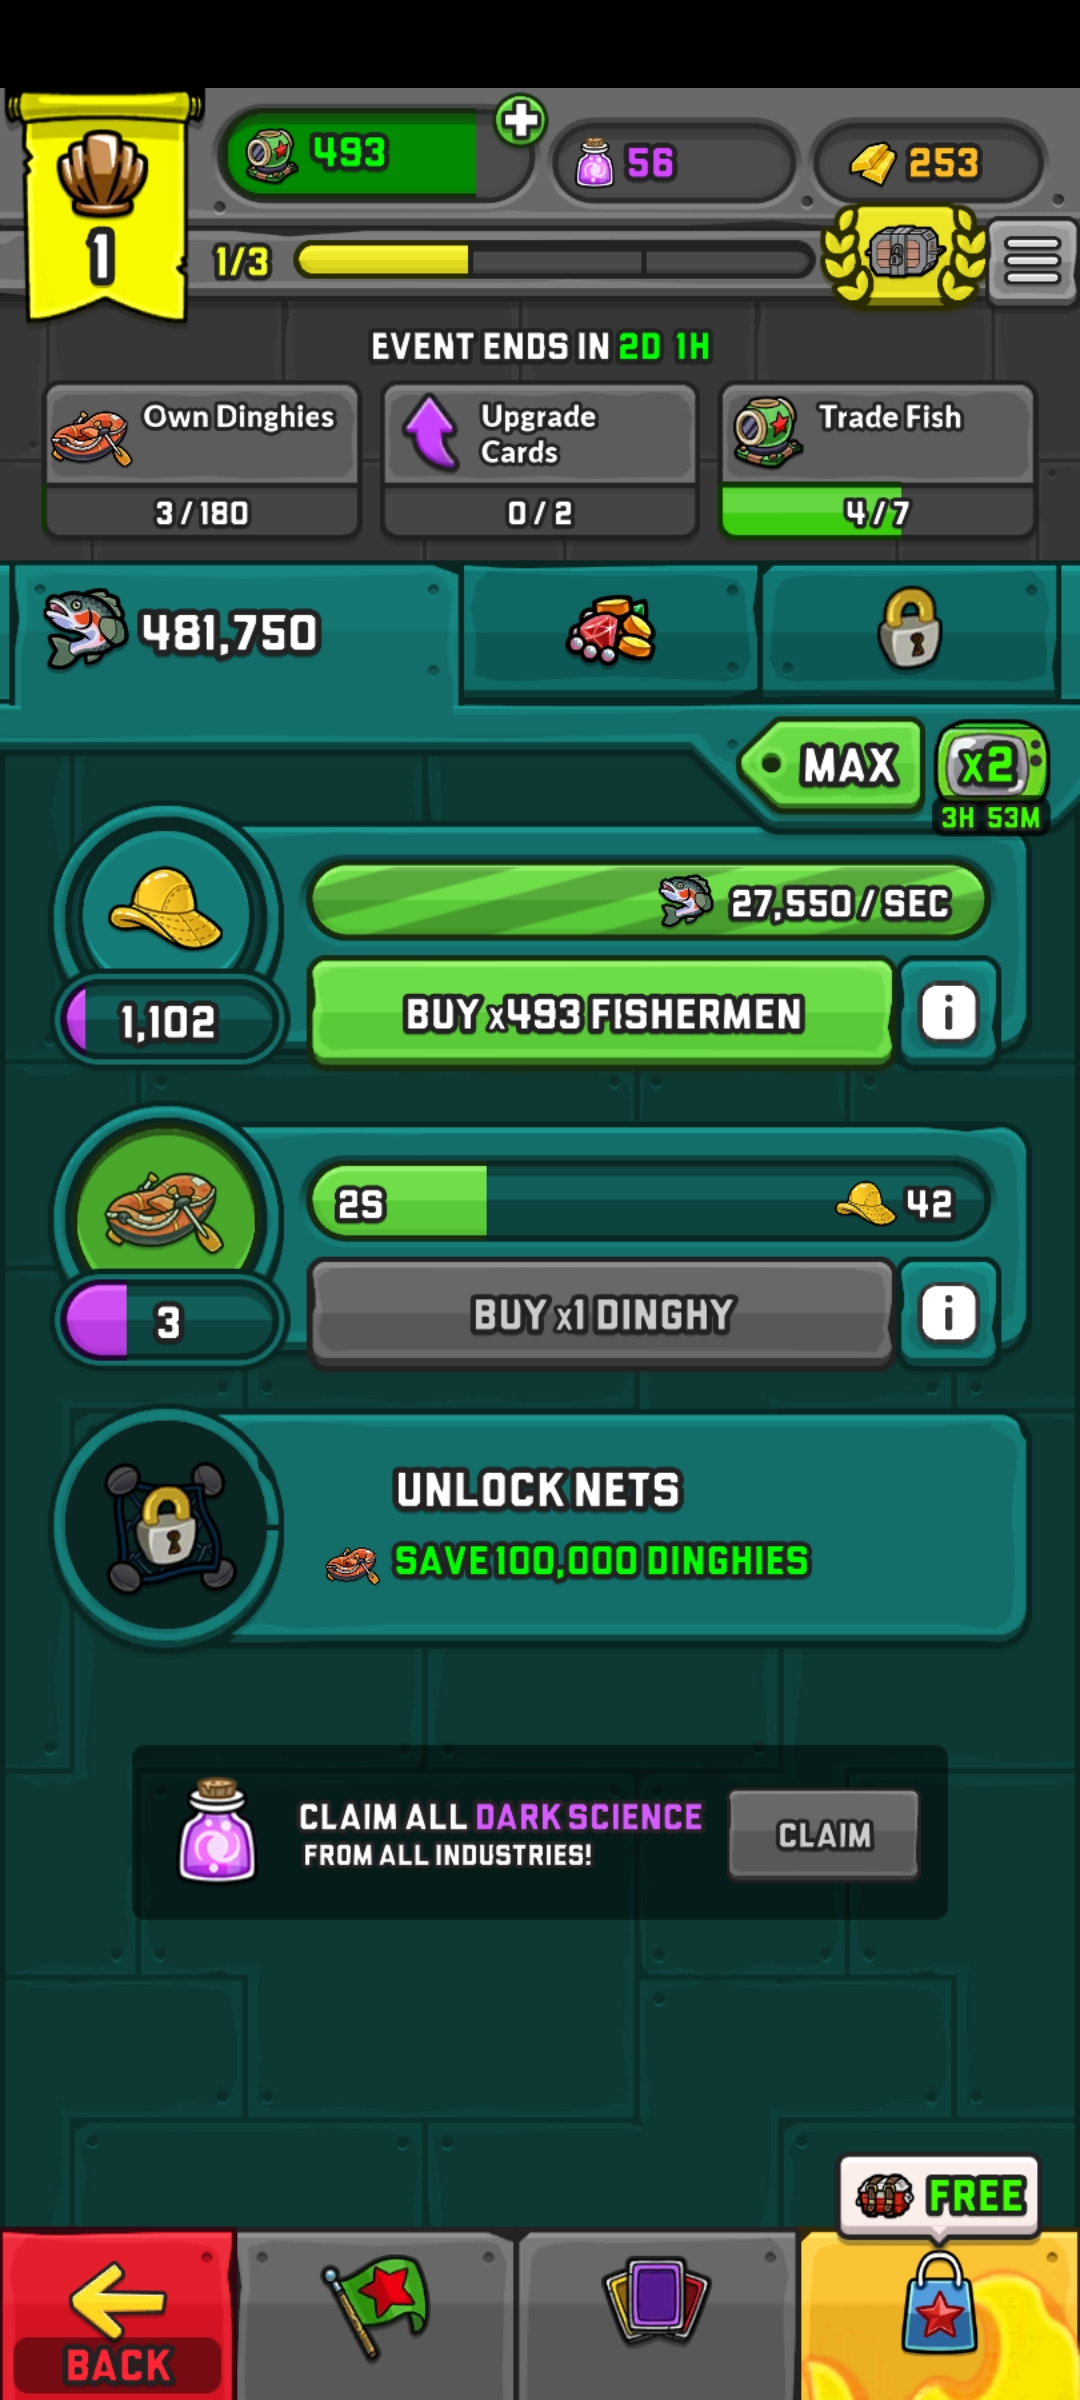 493
56
253
1
1/3
EVENT ENDS IN 2D 1H
Own Dinghies
3 / 180
Upgrade
Cards
0 / 2
Trade Fish
4 / 7
481,750
MAX
x2
3H 53M
27,550 / SEC
1,102
BUY x493 FISHERMEN
i
2S
42
3
BUY x1 DINGHY
i
UNLOCK NETS
SAVE 100,000 DINGHIES
CLAIM ALL DARK SCIENCE
FROM ALL INDUSTRIES!
CLAIM
FREE
BACK